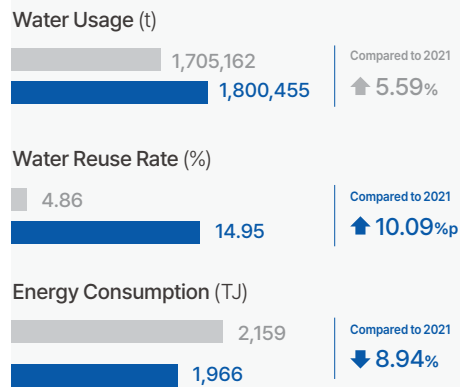 Water Usage (t)
1,705,162
1,800,455
Compared to 2021
5.59%
Water Reuse Rate (%)
4.86
14.95
Compared to 2021
10.09%p
Energy Consumption (TJ)
2,159
1,966
Compared to 2021
8.94%